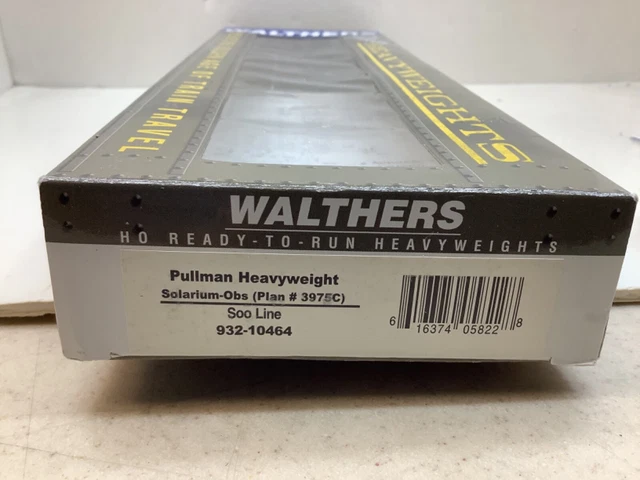 WALTHERS
HEAVYWEIGHTS
OF TRAIN TRAVEL
WALTHERS
HO READY-TO-RUN HEAVYWEIGHTS
Pullman Heavyweight
Solarium-Obs (Plan # 3975C)
Soo Line
932-10464
6 16374 05822 8